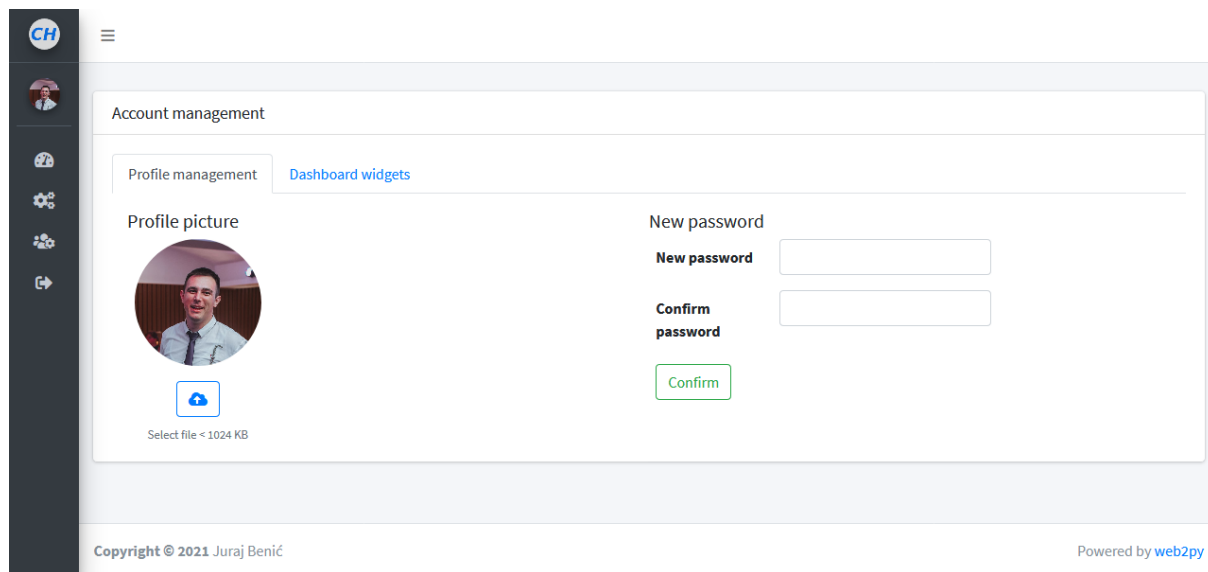 CH
Account management
Profile management Dashboard widgets
Profile picture
New password
New password
Confirm
password
Confirm
Select file < 1024 KB
Copyright © 2021 Juraj Benić
Powered by web2py